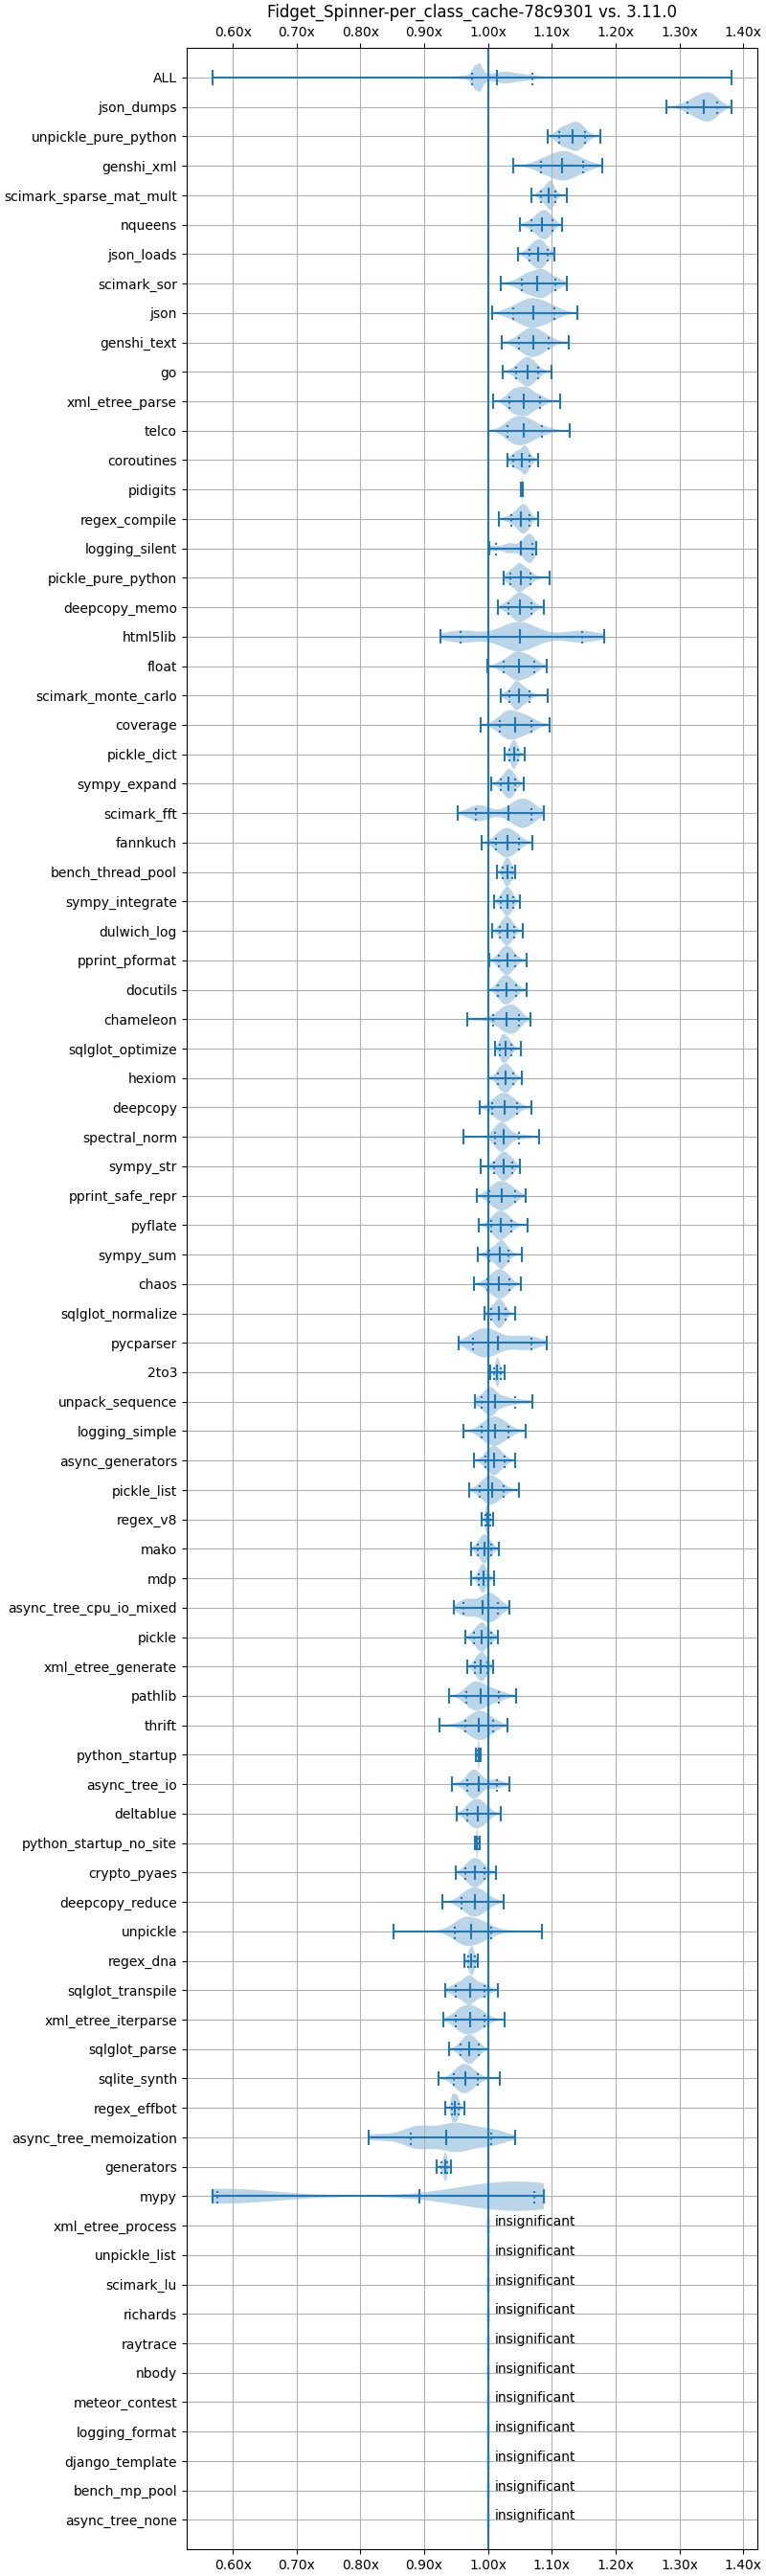 Fidget_Spinner-per_class_cache-78c9301 vs. 3.11.0
0.60x 0.70x 0.80x 0.90x 1.00x 1.10x 1.20x 1.30x 1.40x
ALL
json_dumps
unpickle_pure_python
genshi_xml
scimark_sparse_mat_mult
nqueens
json_loads
scimark_sor
json
genshi_text
go
xml_etree_parse
telco
coroutines
pidigits
regex_compile
logging_silent
pickle_pure_python
deepcopy_memo
html5lib
float
scimark_monte_carlo
coverage
pickle_dict
sympy_expand
scimark_fft
fannkuch
bench_thread_pool
sympy_integrate
dulwich_log
pprint_pformat
docutils
chameleon
sqlglot_optimize
hexiom
deepcopy
spectral_norm
sympy_str
pprint_safe_repr
pyflate
sympy_sum
chaos
sqlglot_normalize
pycparser
2to3
unpack_sequence
logging_simple
async_generators
pickle_list
regex_v8
mako
mdp
async_tree_cpu_io_mixed
pickle
xml_etree_generate
pathlib
thrift
python_startup
async_tree_io
deltablue
python_startup_no_site
crypto_pyaes
deepcopy_reduce
unpickle
regex_dna
sqlglot_transpile
xml_etree_iterparse
sqlglot_parse
sqlite_synth
regex_effbot
async_tree_memoization
generators
mypy
xml_etree_process insignificant
unpickle_list insignificant
scimark_lu insignificant
richards insignificant
raytrace insignificant
nbody insignificant
meteor_contest insignificant
logging_format insignificant
django_template insignificant
bench_mp_pool insignificant
async_tree_none insignificant
0.60x 0.70x 0.80x 0.90x 1.00x 1.10x 1.20x 1.30x 1.40x